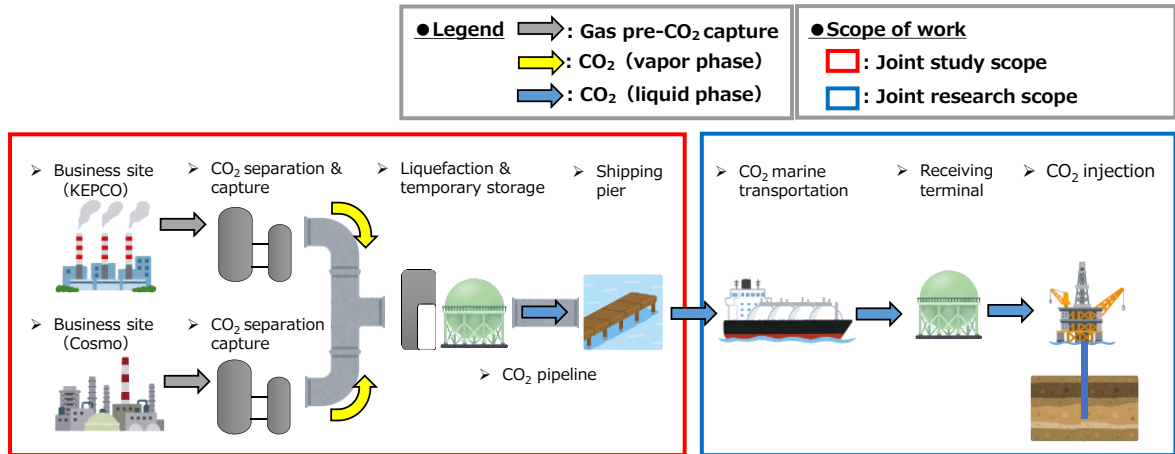 ●Legend
: Gas pre-CO₂ capture
: CO₂ (vapor phase)
: CO₂ (liquid phase)
●Scope of work
: Joint study scope
: Joint research scope
➢ Business site
(KEPCO)
➢ CO₂ separation &
capture
➢ Liquefaction &
temporary storage
➢ Shipping
pier
➢ CO₂ marine
transportation
➢ Receiving
terminal
➢ CO₂ injection
➢ Business site
(Cosmo)
➢ CO₂ separation
capture
➢ CO₂ pipeline